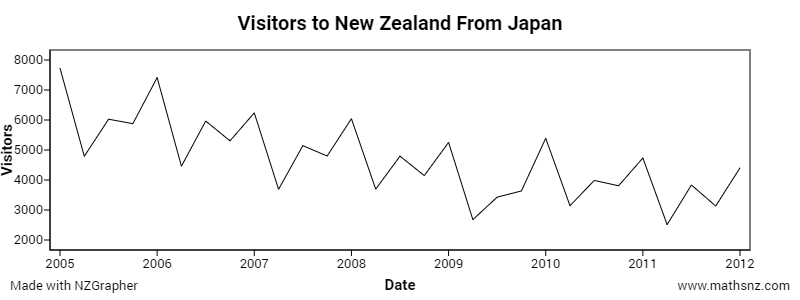 Visitors to New Zealand From Japan
8000
7000
6000
5000
4000
3000
2000
Visitors
2005 2006 2007 2008 2009 2010 2011 2012
Made with NZGrapher
Date
www.mathsnz.com